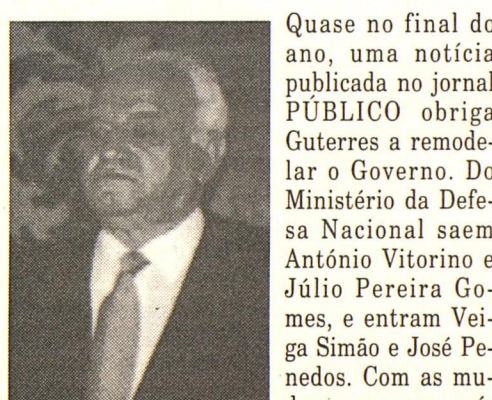 Quase no final do
ano, uma notícia
publicada no jornal
PÚBLICO obriga
Guterres a remode-
lar o Governo. Do
Ministério da Defe-
sa Nacional saem
António Vitorino e
Júlio Pereira Go-
mes, e entram Vei-
ga Simão e José Pe-
nedos. Com as mu-